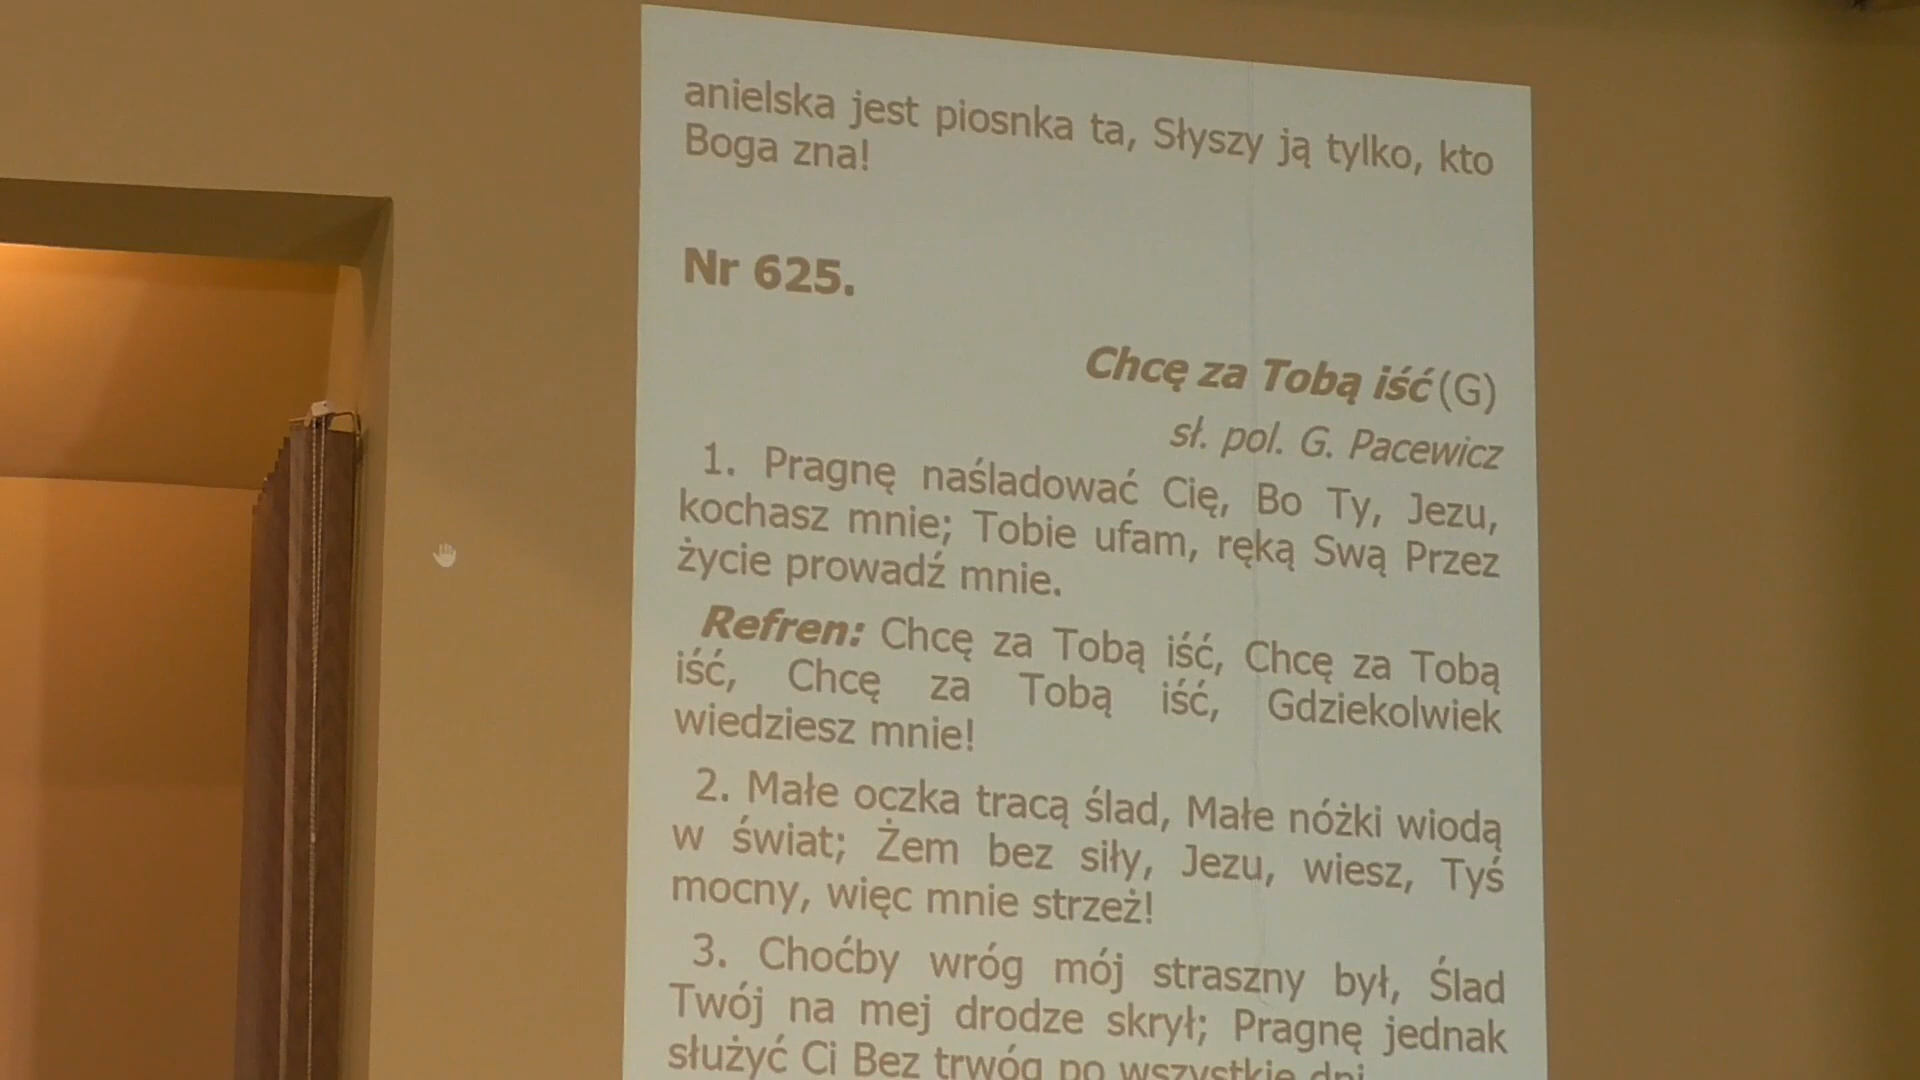 anielska jest piosnka ta, Słyszy ją tylko, kto
Boga zna!
Nr 625.
Chcę za Tobą iść (G)
sł. pol. G. Pacewicz
1. Pragnę naśladować Cię, Bo Ty, Jezu,
kochasz mnie; Tobie ufam, ręką Swą Przez
życie prowadź mnie.
Refren: Chcę za Tobą iść, Chcę za Tobą
iść, Chcę za Tobą iść, Gdziekolwiek
wiedziesz mnie!
2. Małe oczka tracą ślad, Małe nóżki wiodą
w świat; Żem bez siły, Jezu, wiesz, Tyś
mocny, więc mnie strzeż!
3. Choćby wróg mój straszny był, Ślad
Twój na mej drodze skrył; Pragnę jednak
służyć Ci Bez trwóg po wszystkie dni